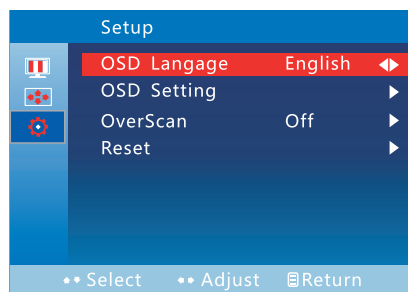 Setup
OSD Langage English
OSD Setting
OverScan Off
Reset
Select Adjust Return